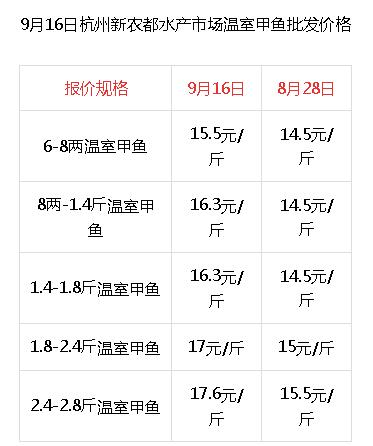 9月16日杭州新农都水产市场温室甲鱼批发价格
报价规格 9月16日 8月28日
6-8两温室甲鱼 15.5元/斤 14.5元/斤
8两-1.4斤温室甲鱼 16.3元/斤 14.5元/斤
1.4-1.8斤温室甲鱼 16.3元/斤 14.5元/斤
1.8-2.4斤温室甲鱼 17元/斤 15元/斤
2.4-2.8斤温室甲鱼 17.6元/斤 15.5元/斤